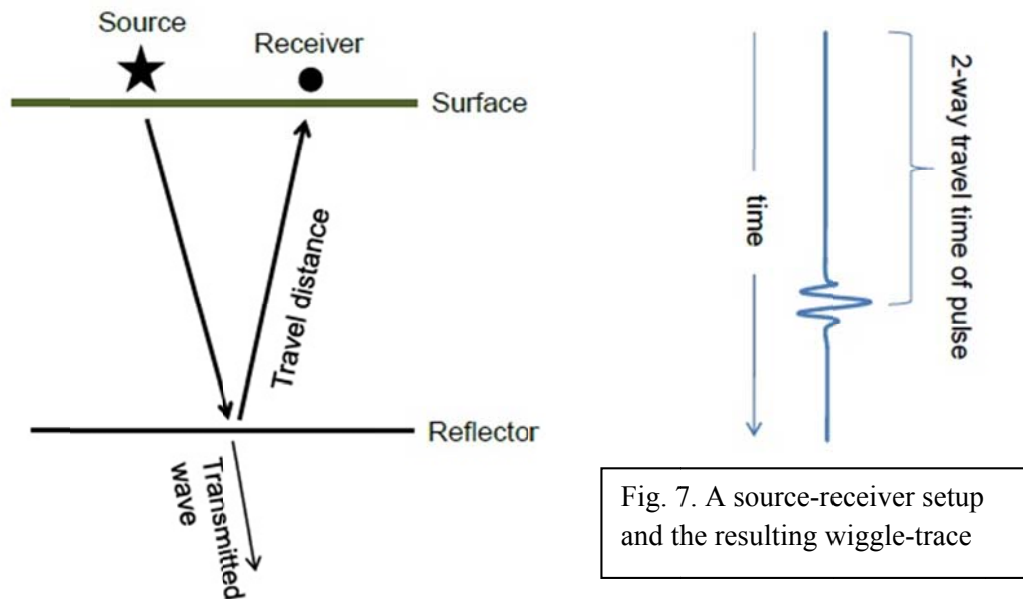 Source
Receiver
Surface
Travel distance
Reflector
Transmitted
wave
time
2-way travel time of pulse
Fig. 7. A source-receiver setup
and the resulting wiggle-trace